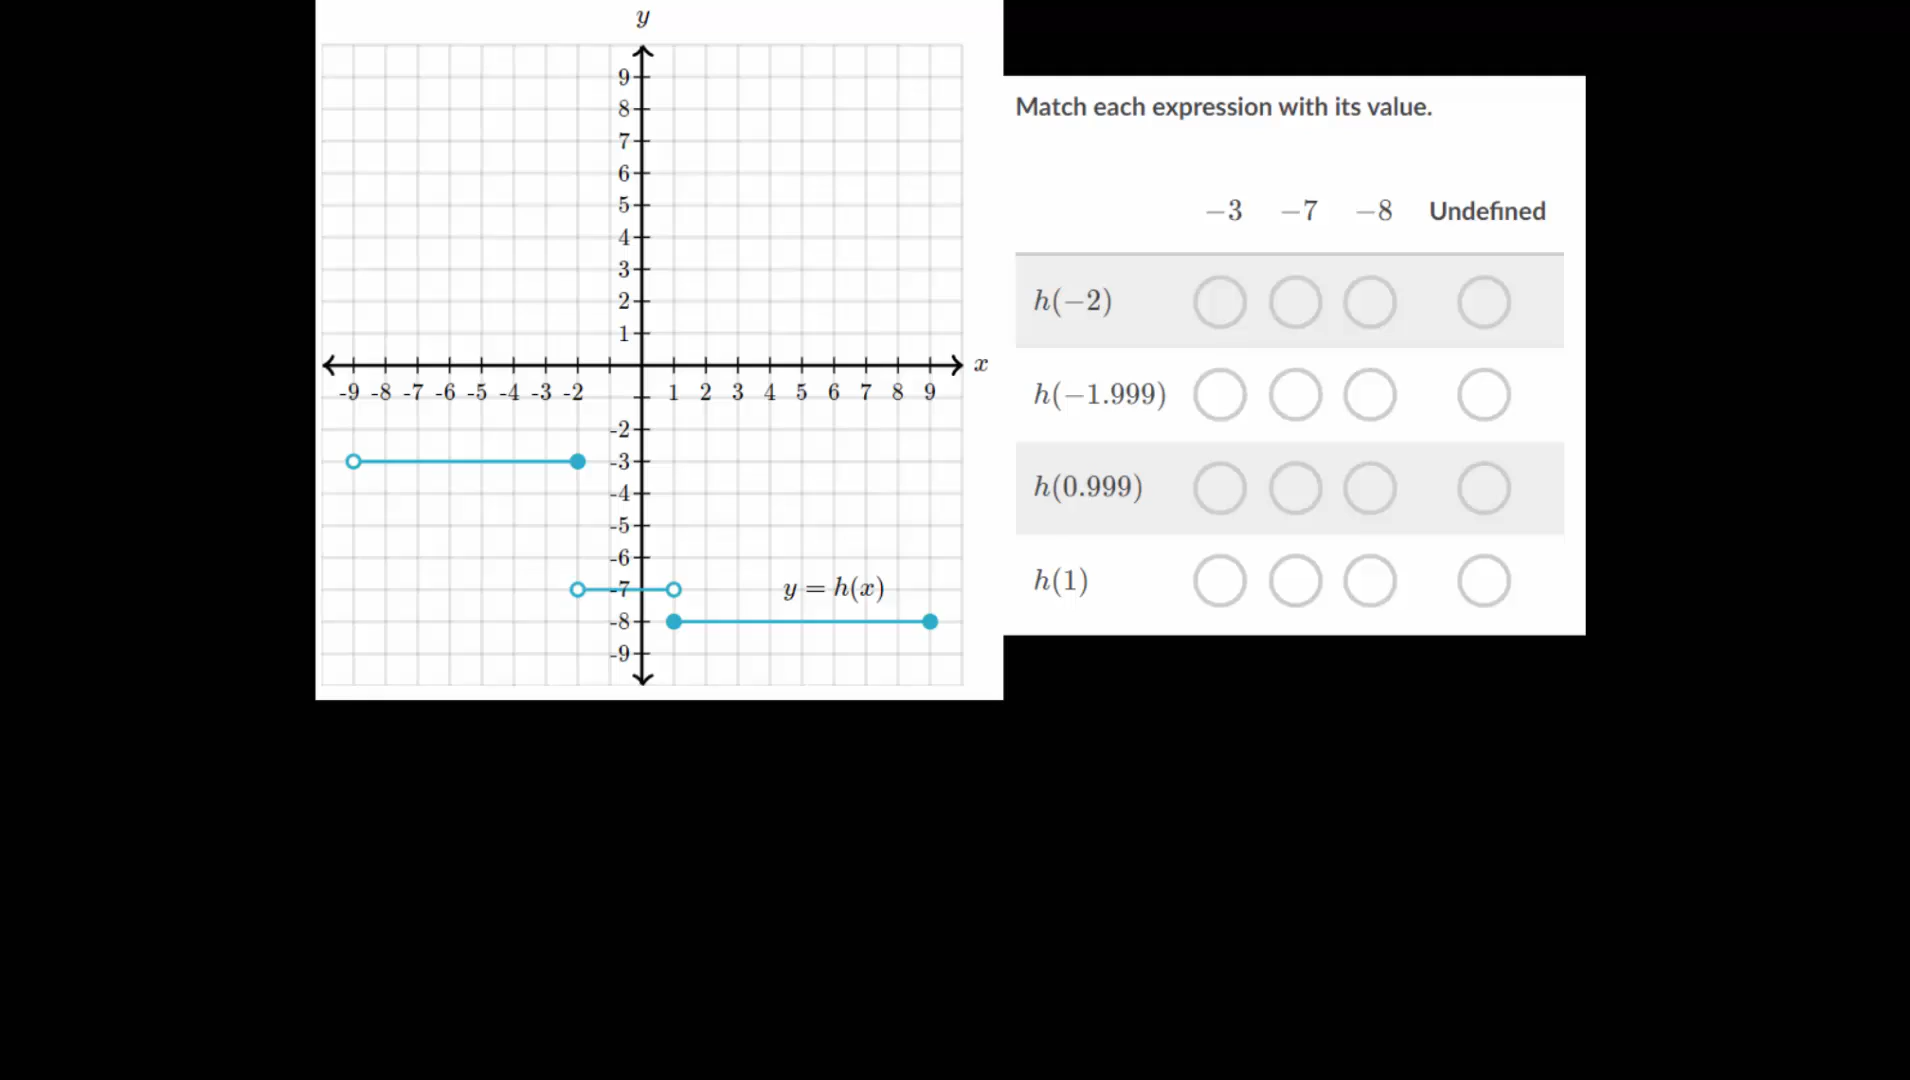 y
9
8
7
6
5
4
3
2
1
x
-9 -8 -7 -6 -5 -4 -3 -2 1 2 3 4 5 6 7 8 9
-2
-3
-4
-5
-6
-7 y = h(x)
-8
-9
Match each expression with its value.
−3 −7 −8 Undefined
h(−2)
h(−1.999)
h(0.999)
h(1)